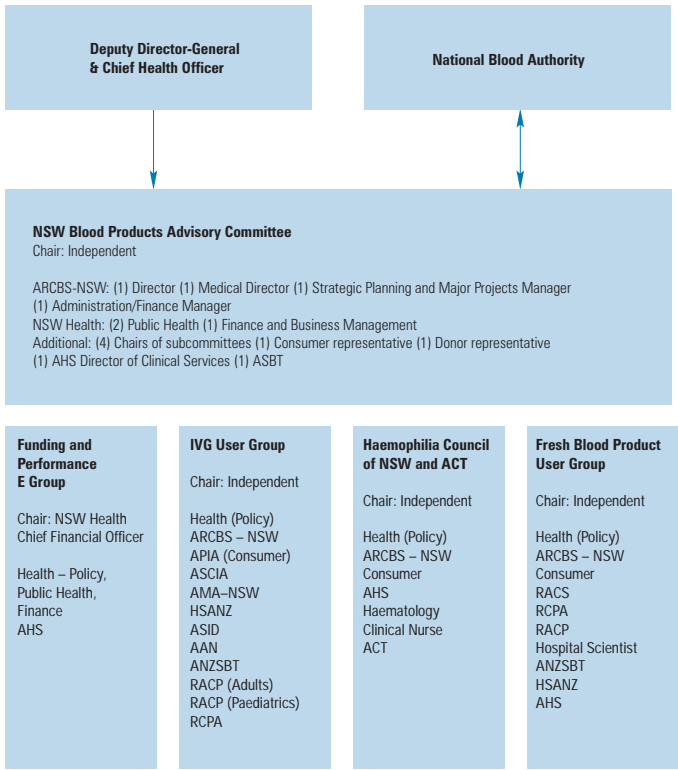 Deputy Director-General
& Chief Health Officer
National Blood Authority
NSW Blood Products Advisory Committee
Chair: Independent
ARCBS-NSW: (1) Director (1) Medical Director (1) Strategic Planning and Major Projects Manager
(1) Administration/Finance Manager
NSW Health: (2) Public Health (1) Finance and Business Management
Additional: (4) Chairs of subcommittees (1) Consumer representative (1) Donor representative
(1) AHS Director of Clinical Services (1) ASBT
Funding and
Performance
E Group
Chair: NSW Health
Chief Financial Officer
Health – Policy,
Public Health,
Finance
AHS
IVG User Group
Chair: Independent
Health (Policy)
ARCBS – NSW
APIA (Consumer)
ASCIA
AMA–NSW
HSANZ
ASID
AAN
ANZSBT
RACP (Adults)
RACP (Paediatrics)
RCPA
Haemophilia Council
of NSW and ACT
Chair: Independent
Health (Policy)
ARCBS – NSW
Consumer
AHS
Haematology
Clinical Nurse
ACT
Fresh Blood Product
User Group
Chair: Independent
Health (Policy)
ARCBS – NSW
Consumer
RACS
RCPA
RACP
Hospital Scientist
ANZSBT
HSANZ
AHS